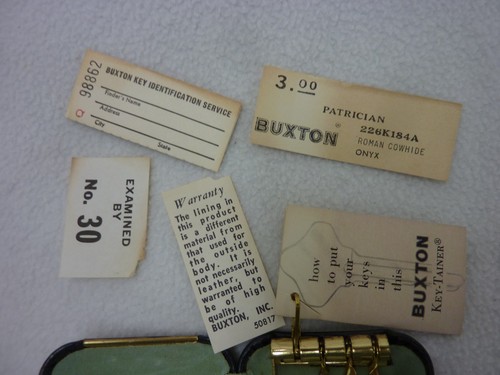 98862
BUXTON KEY IDENTIFICATION SERVICE
Finder's Name
Address
City
State
3.00
PATRICIAN
BUXTON® 226K184A
ROMAN COWHIDE
ONYX
EXAMINED
BY
No. 30
Warranty
The lining in
this product
is a different
material from
that used for
the outside
body. It is
not necessarily
leather, but
warranted to
be of high
quality.
BUXTON, INC.
50817
how
to put
your
keys
in
this
BUXTON
KEY-TAINER®